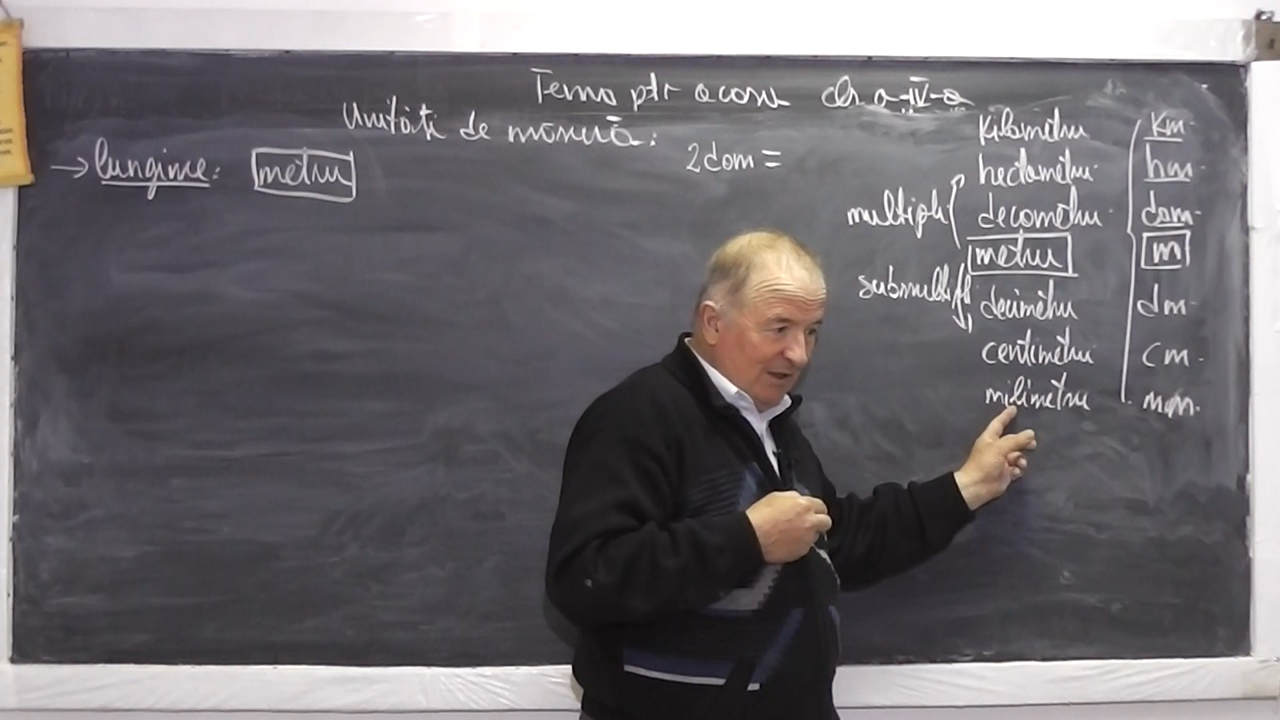 Temă ptr acasă cls a-IV-a
Unități de măsură:
→ lungime: metru
2dam =
multipli
submultipli
kilometru km
hectometru hm
decametru dam
metru m
decimetru dm
centimetru cm
milimetru mm